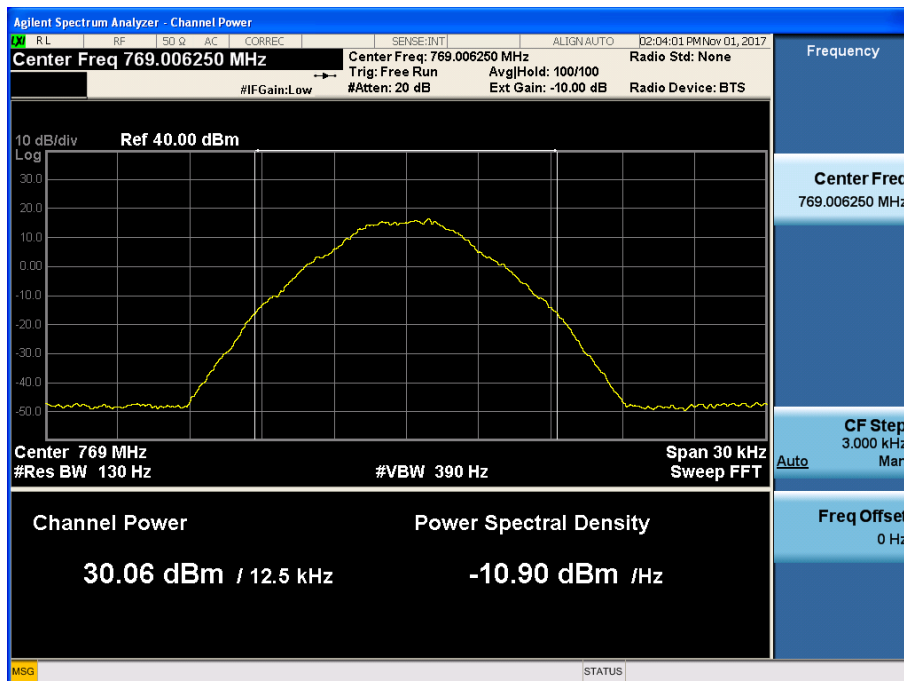 Agilent Spectrum Analyzer - Channel Power
LXI RL RF 50 Ω AC CORREC SENSE:INT ALIGN AUTO 02:04:01 PM Nov 01, 2017
Center Freq 769.006250 MHz
Center Freq: 769.006250 MHz Radio Std: None
Trig: Free Run Avg|Hold: 100/100
#IFGain:Low #Atten: 20 dB Ext Gain: -10.00 dB Radio Device: BTS
10 dB/div Ref 40.00 dBm
Log
30.0
20.0
10.0
0.00
-10.0
-20.0
-30.0
-40.0
-50.0
Center 769 MHz Span 30 kHz
#Res BW 130 Hz #VBW 390 Hz Sweep FFT
Channel Power Power Spectral Density
30.06 dBm / 12.5 kHz -10.90 dBm /Hz
Frequency
Center Freq
769.006250 MHz
CF Step
3.000 kHz
Auto Man
Freq Offset
0 Hz
MSG STATUS